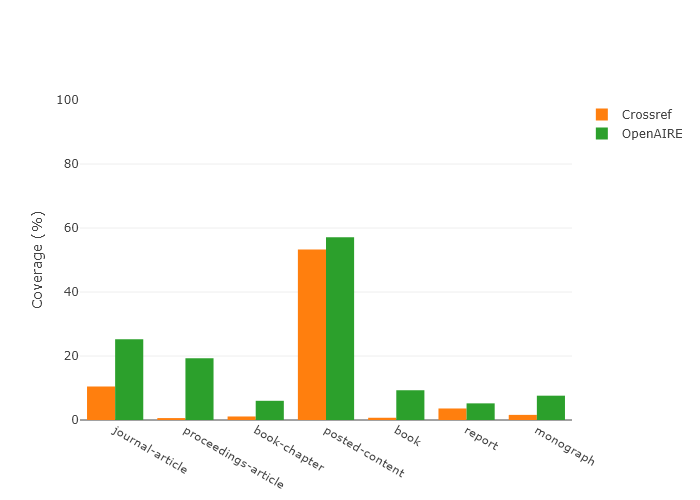 100
80
60
40
20
0
Coverage (%)
journal-article
proceedings-article
book-chapter
posted-content
book
report
monograph
Crossref
OpenAIRE